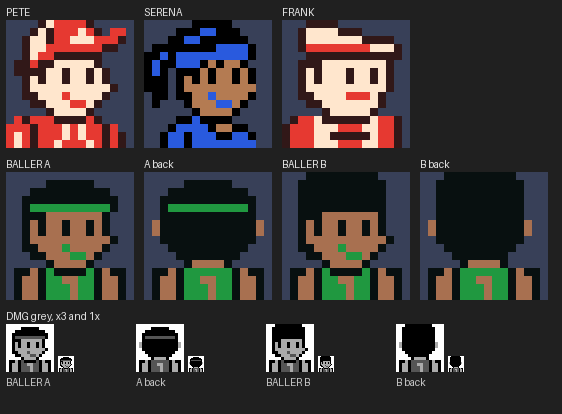 PETE SERENA FRANK
BALLER A A back BALLER B B back
DMG grey, x3 and 1x
BALLER A A back BALLER B B back